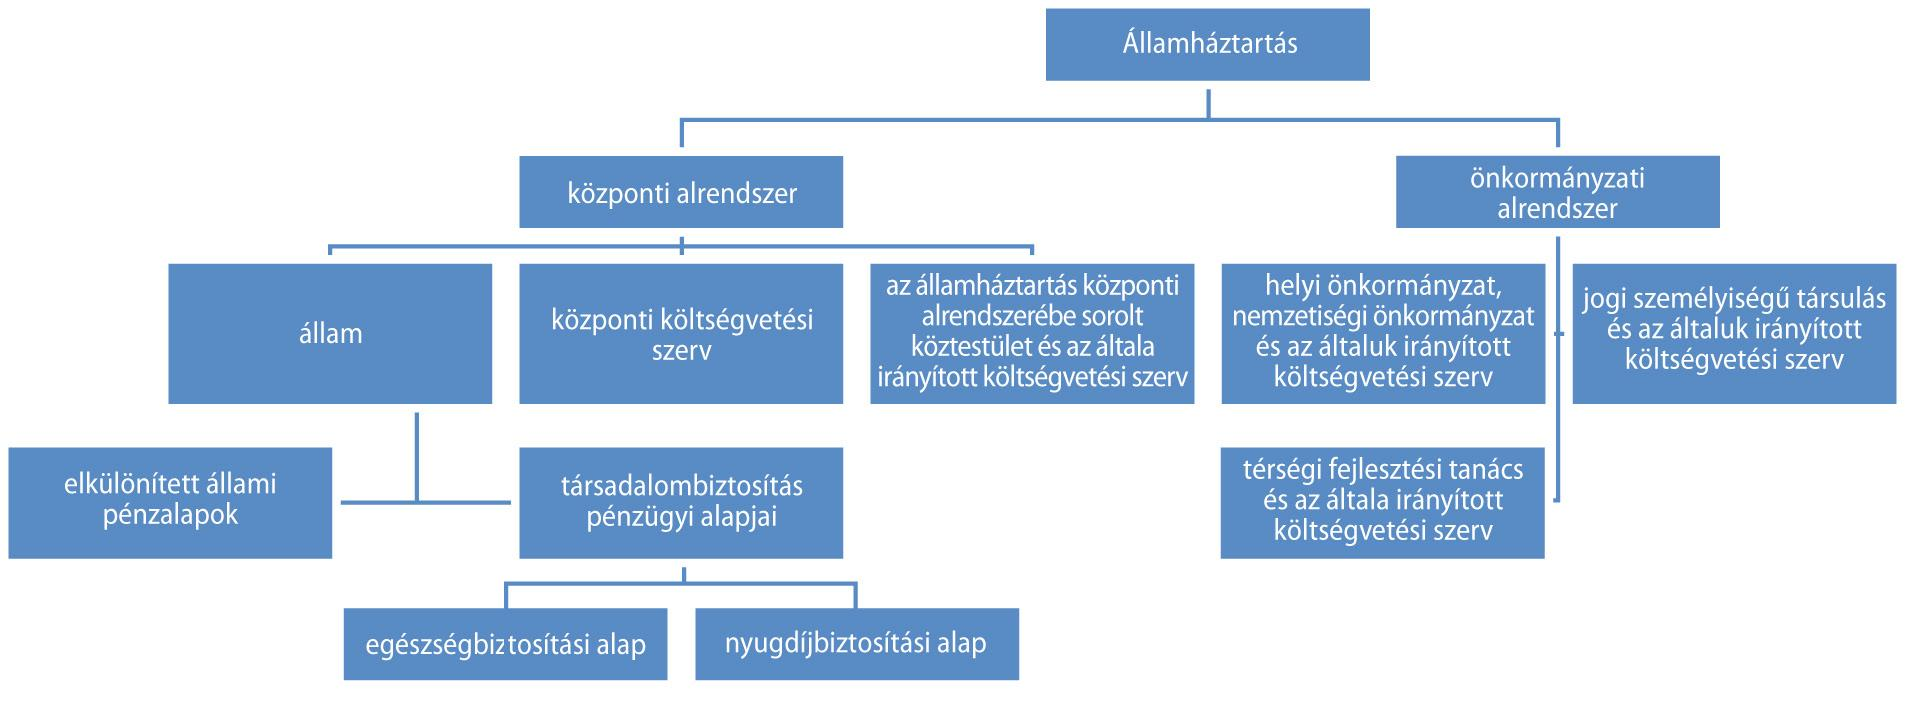 Államháztartás
központi alrendszer
önkormányzati
alrendszer
állam
központi költségvetési
szerv
az államháztartás központi
alrendszerébe sorolt
köztestület és az általa
irányított költségvetési szerv
helyi önkormányzat,
nemzetiségi önkormányzat
és az általuk irányított
költségvetési szerv
jogi személyiségű társulás
és az általuk irányított
költségvetési szerv
elkülönített állami
pénzalapok
társadalombiztosítás
pénzügyi alapjai
térségi fejlesztési tanács
és az általa irányított
költségvetési szerv
egészségbiztosítási alap
nyugdíjbiztosítási alap